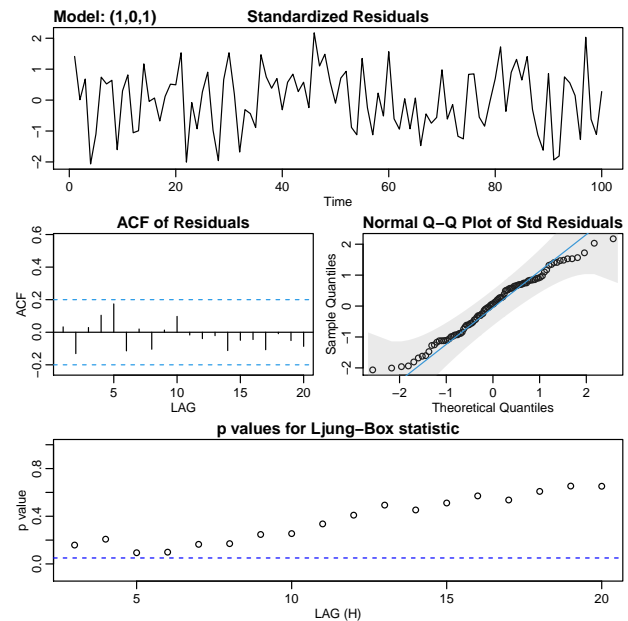 Model: (1,0,1) Standardized Residuals
2
1
0
−1
−2
0 20 40 60 80 100
Time
ACF of Residuals
0.6
0.4
0.2
0.0
−0.2
ACF
5 10 15 20
LAG
Normal Q−Q Plot of Std Residuals
2
1
0
−1
−2
Sample Quantiles
−2 −1 0 1 2
Theoretical Quantiles
p values for Ljung−Box statistic
0.8
0.4
0.0
p value
5 10 15 20
LAG (H)